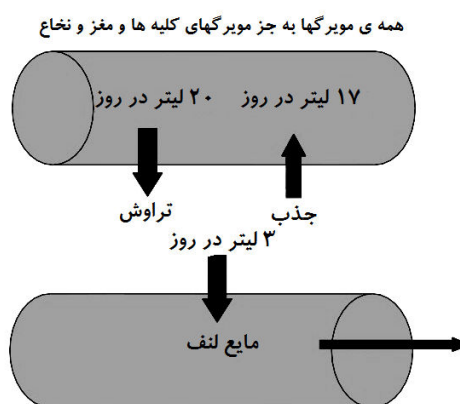 همه ی مویرگها به جز مویرگهای کلیه ها و مغز و نخاع
۱۷ لیتر در روز
۲۰ لیتر در روز
جذب
تراوش
۳ لیتر در روز
مایع لنف